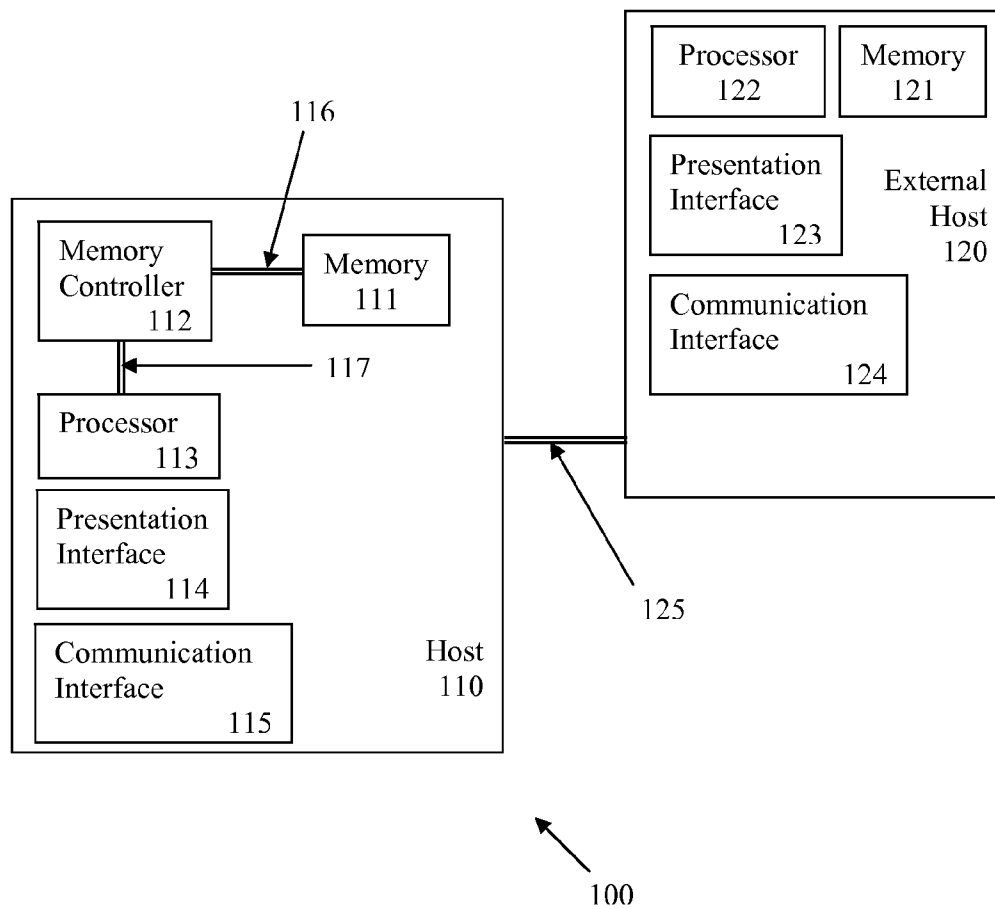 Processor
122
Memory
121
116
Presentation
Interface
123
External
Host
120
Memory
Controller
112
Memory
111
Communication
Interface
124
117
Processor
113
Presentation
Interface
114
125
Communication
Interface
115
Host
110
100